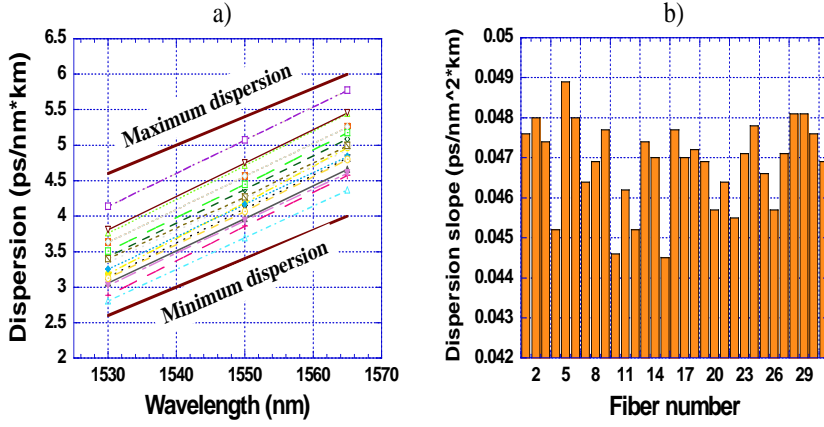 a)
Dispersion (ps/nm*km)
6.5
6
5.5
5
4.5
4
3.5
3
2.5
2
Maximum dispersion
Minimum dispersion
1530 1540 1550 1560 1570
Wavelength (nm)
b)
Dispersion slope (ps/nm^2*km)
0.05
0.049
0.048
0.047
0.046
0.045
0.044
0.043
0.042
2 5 8 11 14 17 20 23 26 29
Fiber number